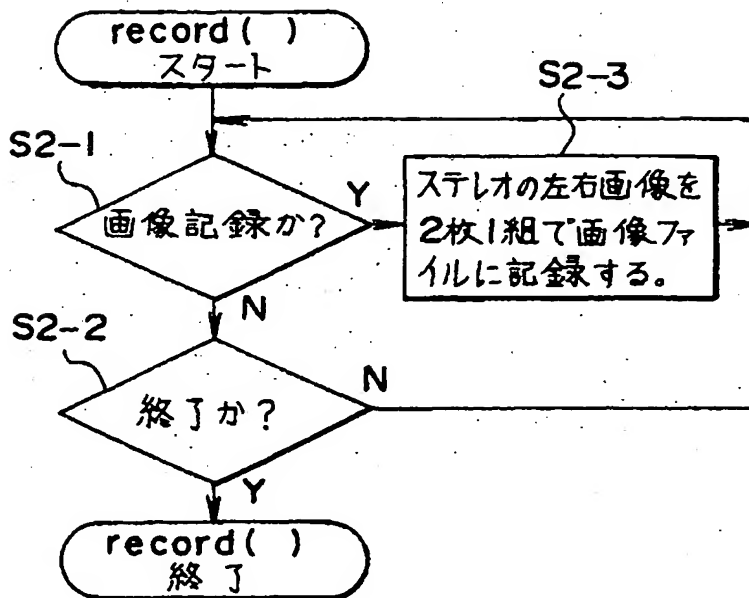 record( )
スタート
S2-3
S2-1
画像記録か?
Y
ステレオの左右画像を
2枚1組で画像ファ
イルに記録する。
N
S2-2
終了か?
N
Y
record( )
終了